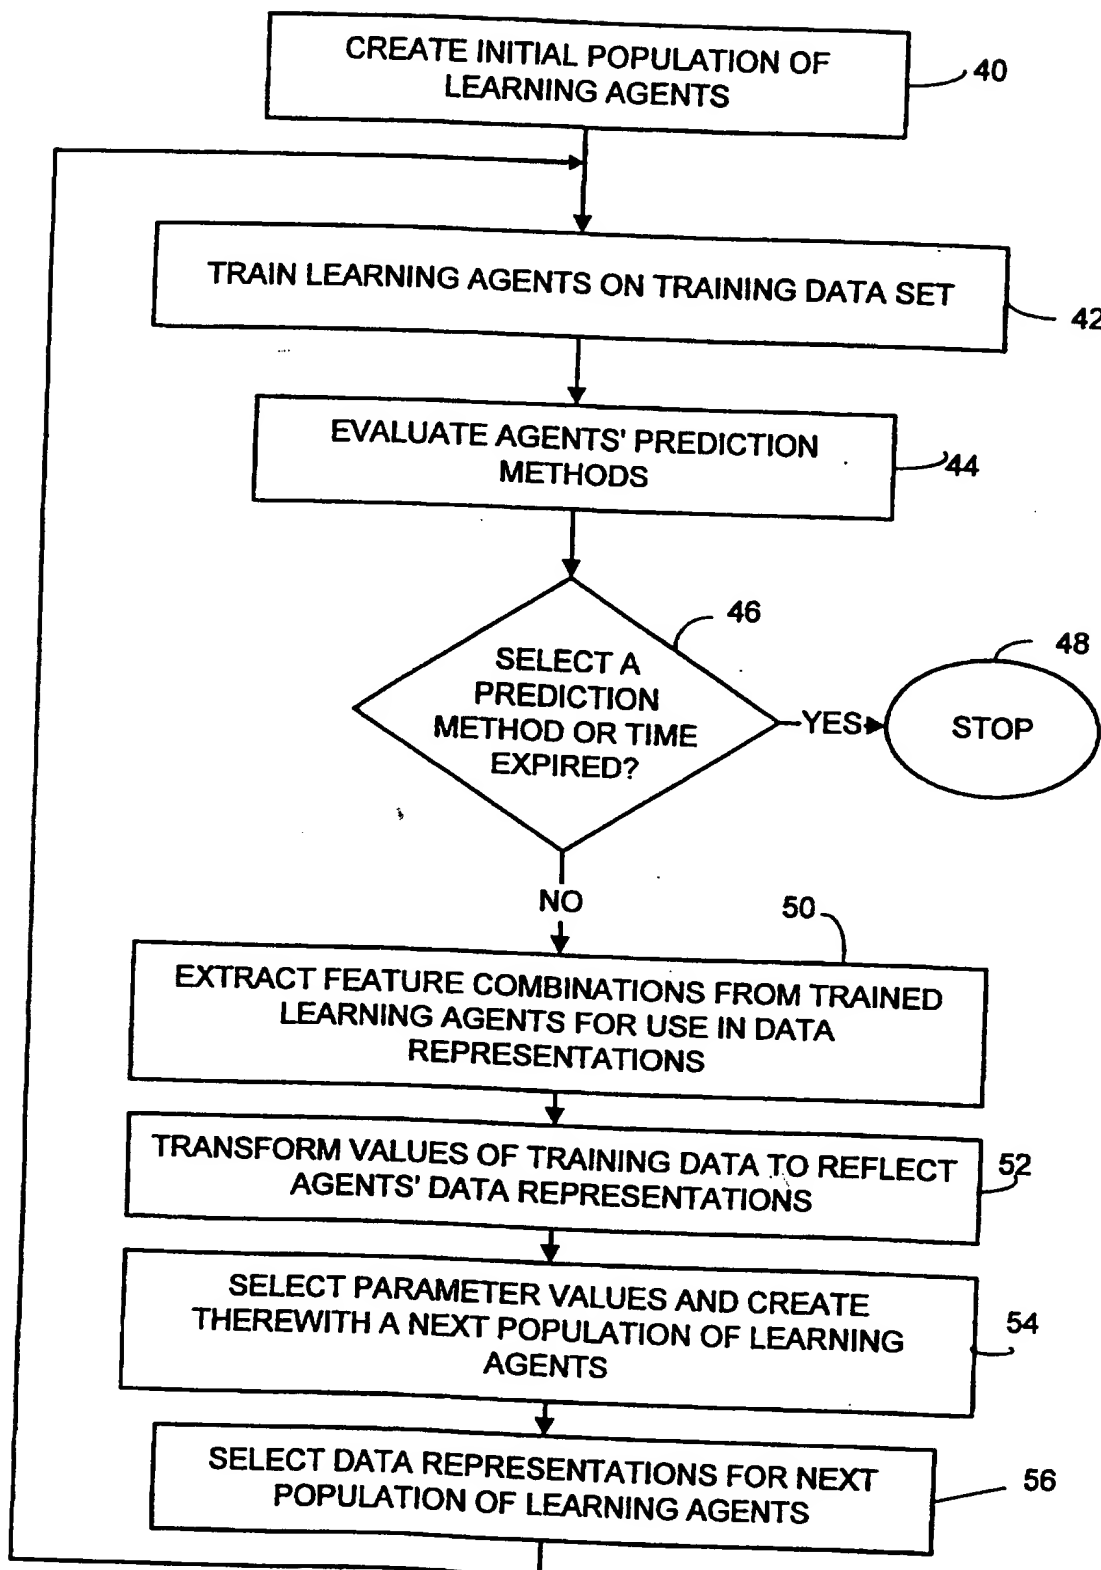 CREATE INITIAL POPULATION OF
LEARNING AGENTS
40
TRAIN LEARNING AGENTS ON TRAINING DATA SET
42
EVALUATE AGENTS' PREDICTION
METHODS
44
46
SELECT A
PREDICTION
METHOD OR TIME
EXPIRED?
YES
48
STOP
NO
50
EXTRACT FEATURE COMBINATIONS FROM TRAINED
LEARNING AGENTS FOR USE IN DATA
REPRESENTATIONS
TRANSFORM VALUES OF TRAINING DATA TO REFLECT
AGENTS' DATA REPRESENTATIONS
52
SELECT PARAMETER VALUES AND CREATE
THEREWITH A NEXT POPULATION OF LEARNING
AGENTS
54
SELECT DATA REPRESENTATIONS FOR NEXT
POPULATION OF LEARNING AGENTS
56